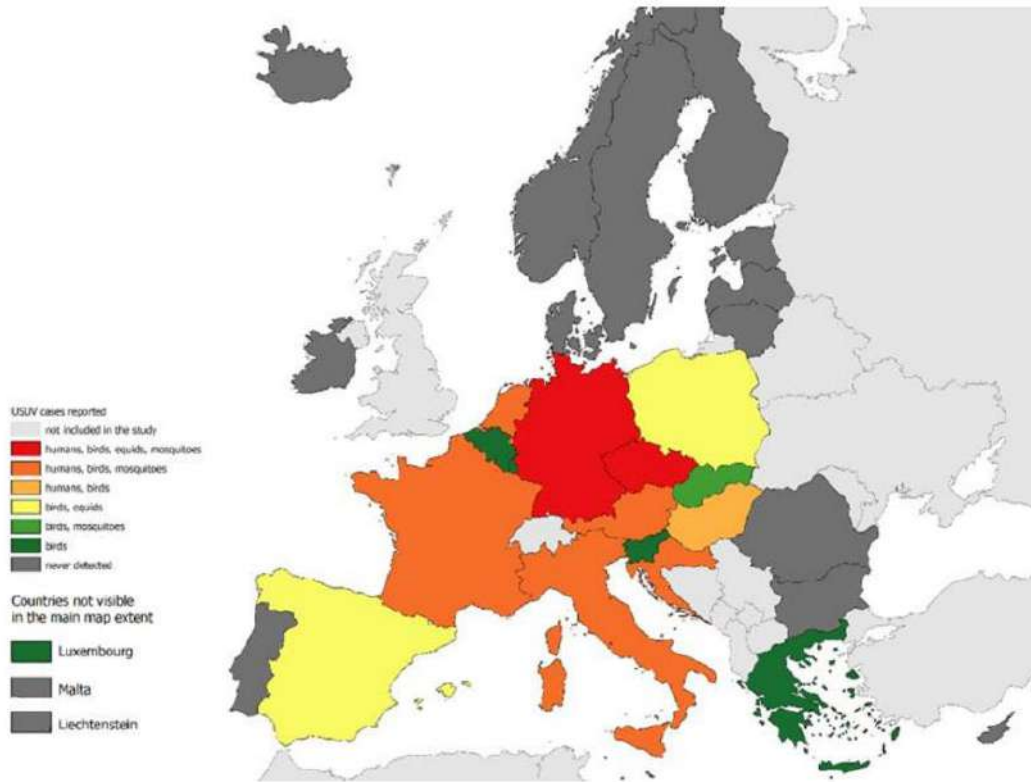 USUV cases reported
not included in the study
humans, birds, equids, mosquitoes
humans, birds, mosquitoes
humans, birds
birds, equids
birds, mosquitoes
birds
never detected
Countries not visible
in the main map extent
Luxembourg
Malta
Liechtenstein